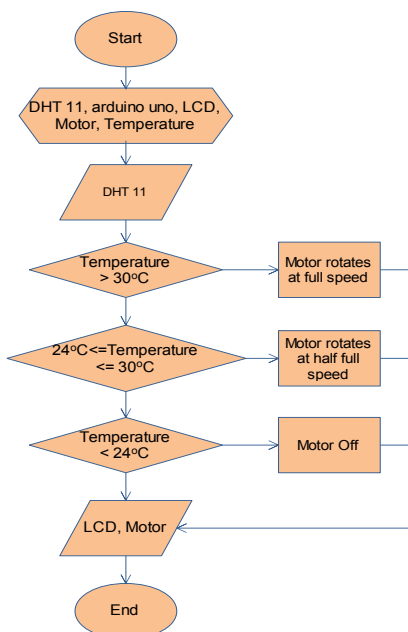 Start
DHT 11, arduino uno, LCD,
Motor, Temperature
DHT 11
Temperature
> 30°C
Motor rotates
at full speed
24°C<=Temperature
<= 30°C
Motor rotates
at half full
speed
Temperature
< 24°C
Motor Off
LCD, Motor
End